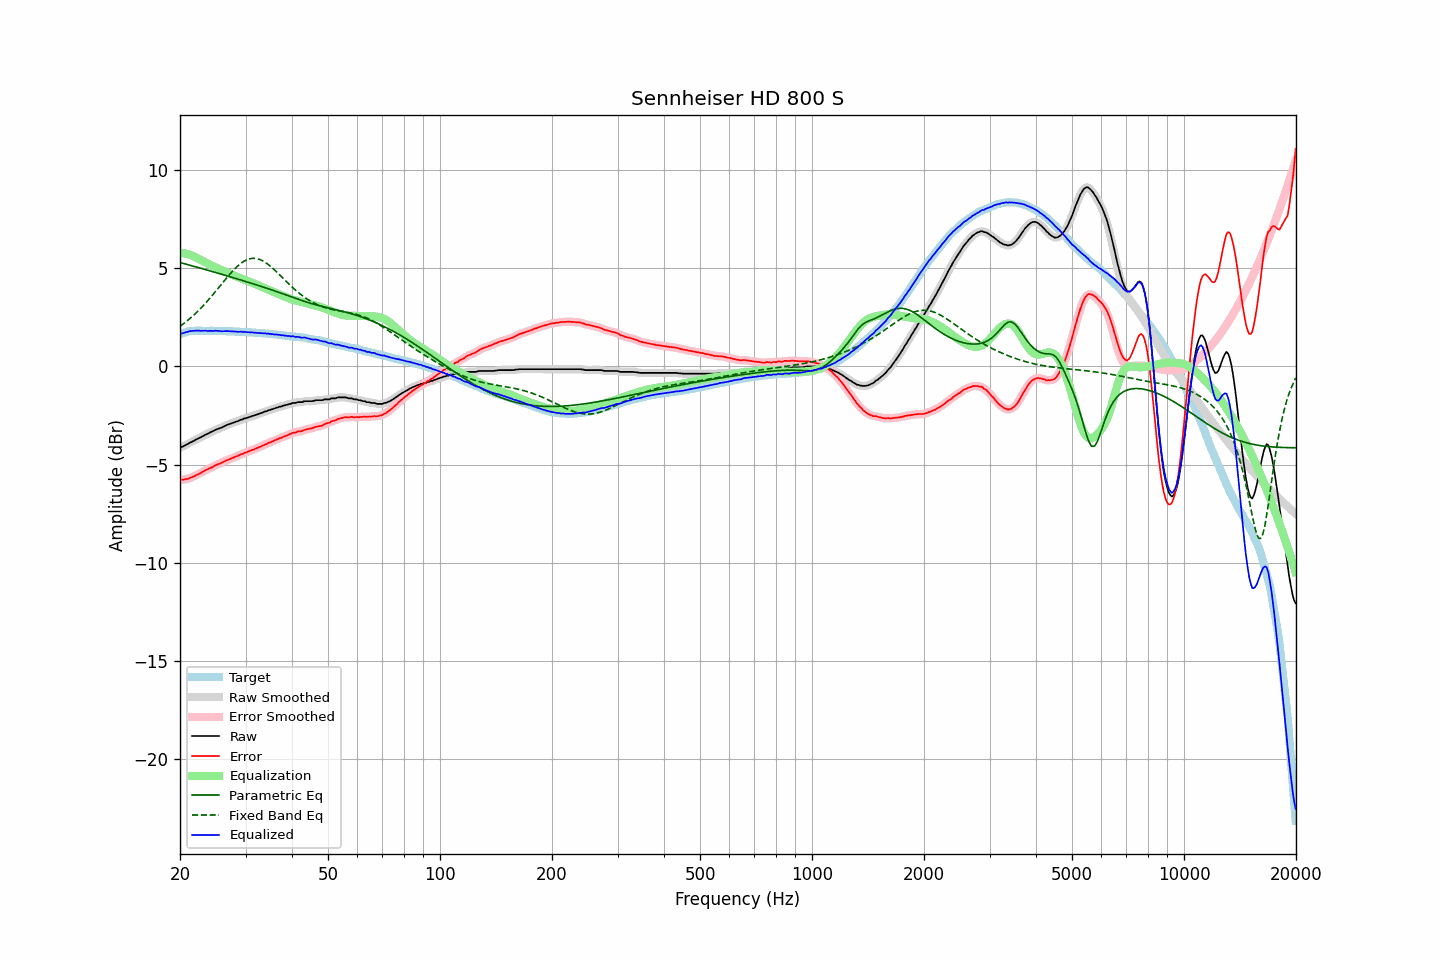 Sennheiser HD 800 S
Amplitude (dBr)
10
5
0
−5
−10
−15
−20
Target
Raw Smoothed
Error Smoothed
Raw
Error
Equalization
Parametric Eq
Fixed Band Eq
Equalized
20 50 100 200 500 1000 2000 5000 10000 20000
Frequency (Hz)